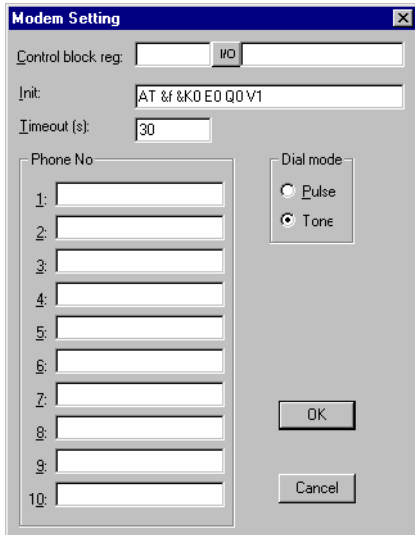 Modem Setting
Control block reg: I/O
Init: AT &f &K0 E0 Q0 V1
Timeout (s): 30
Phone No
1:
2:
3:
4:
5:
6:
7:
8:
9:
10:
Dial mode
Pulse
Tone
OK
Cancel